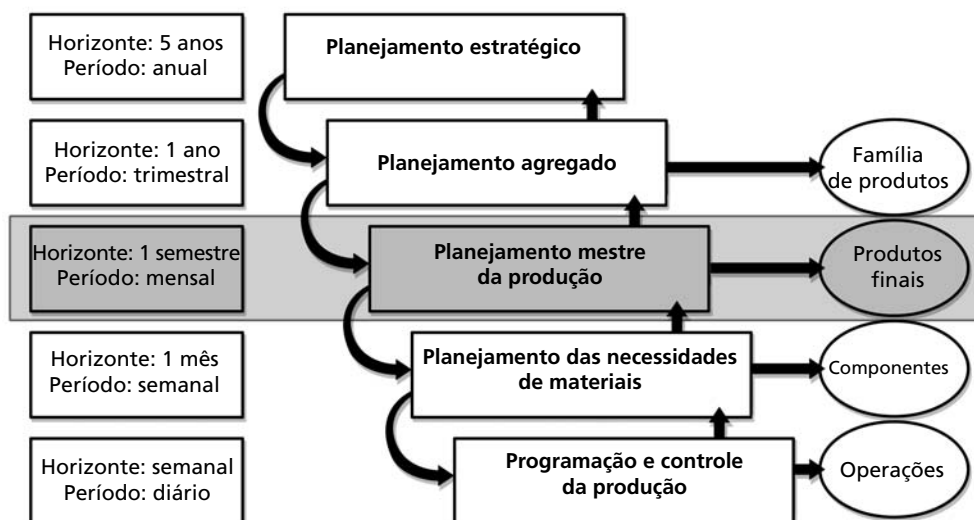 Horizonte: 5 anos
Período: anual
Planejamento estratégico
Horizonte: 1 ano
Período: trimestral
Planejamento agregado
Família
de produtos
Horizonte: 1 semestre
Período: mensal
Planejamento mestre
da produção
Produtos
finais
Horizonte: 1 mês
Período: semanal
Planejamento das necessidades
de materiais
Componentes
Horizonte: semanal
Período: diário
Programação e controle
da produção
Operações